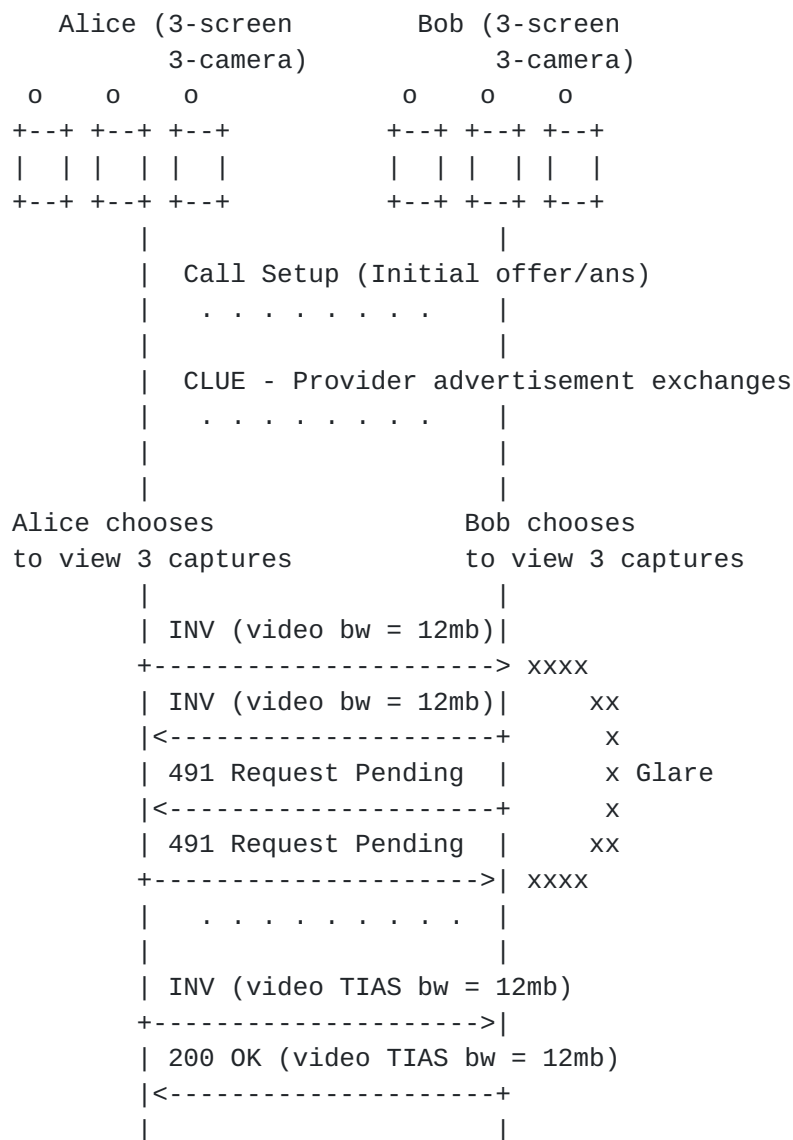 Alice (3-screen        Bob (3-screen
3-camera)            3-camera)
o    o    o             o    o    o
+--+ +--+ +--+          +--+ +--+ +--+
|  | |  | |  |          |  | |  | |  |
+--+ +--+ +--+          +--+ +--+ +--+
|                      |
|  Call Setup (Initial offer/ans)
|   . . . . . . . .    |
|                      |
|  CLUE - Provider advertisement exchanges
|   . . . . . . . .    |
|                      |
|                      |
Alice chooses                Bob chooses
to view 3 captures           to view 3 captures
|                      |
| INV (video bw = 12mb)|
+----------------------> xxxx
| INV (video bw = 12mb)|     xx
|<---------------------+      x
| 491 Request Pending  |      x Glare
|<---------------------+      x
| 491 Request Pending  |     xx
+--------------------->| xxxx
|   . . . . . . . . .  |
|                      |
| INV (video TIAS bw = 12mb)
+--------------------->|
| 200 OK (video TIAS bw = 12mb)
|<---------------------+
|                      |